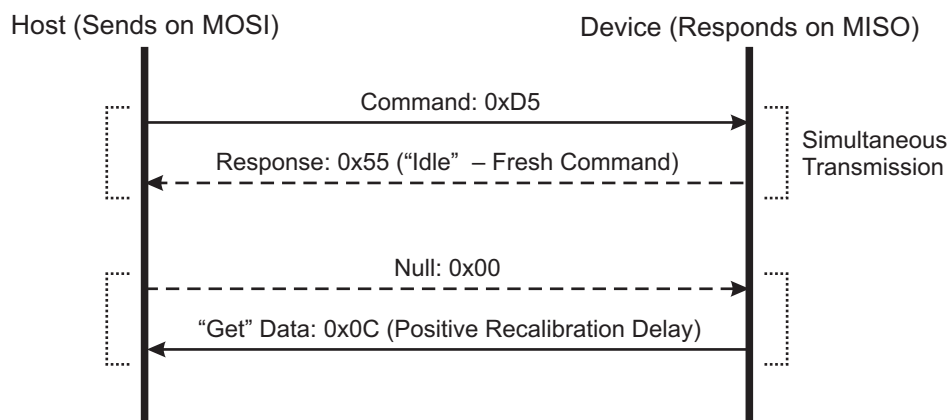 Host (Sends on MOSI)
Device (Responds on MISO)
Command: 0xD5
Response: 0x55 (“Idle” – Fresh Command)
Simultaneous
Transmission
Null: 0x00
“Get” Data: 0x0C (Positive Recalibration Delay)